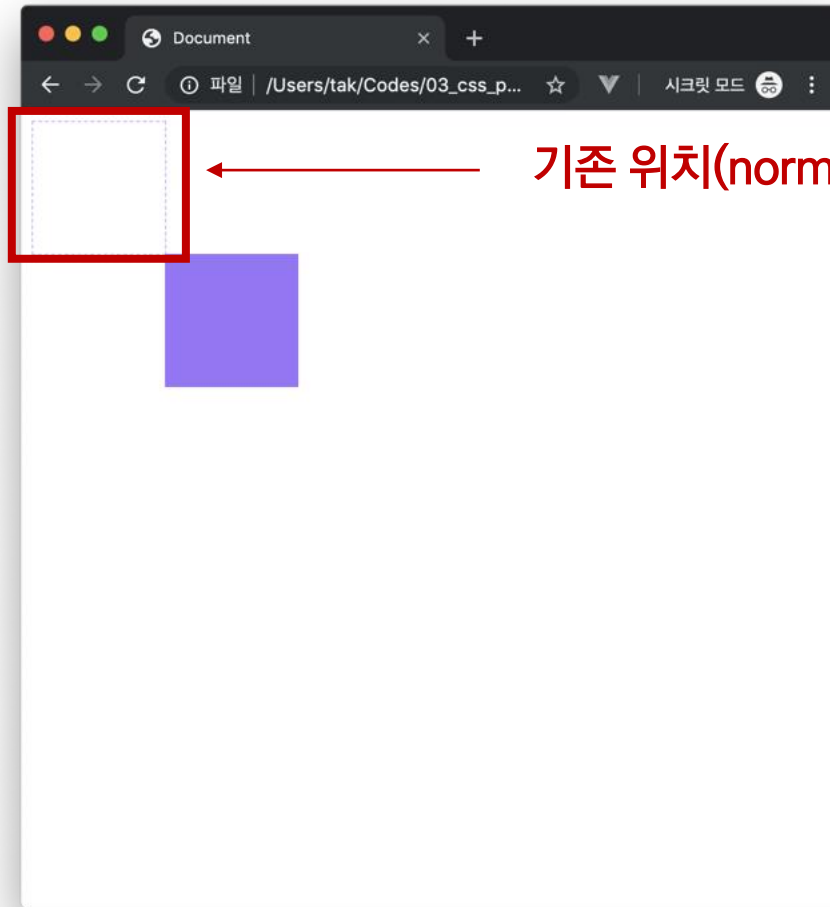 Document
파일 /Users/tak/Codes/03_css_p... 시크릿 모드
기존 위치(norm